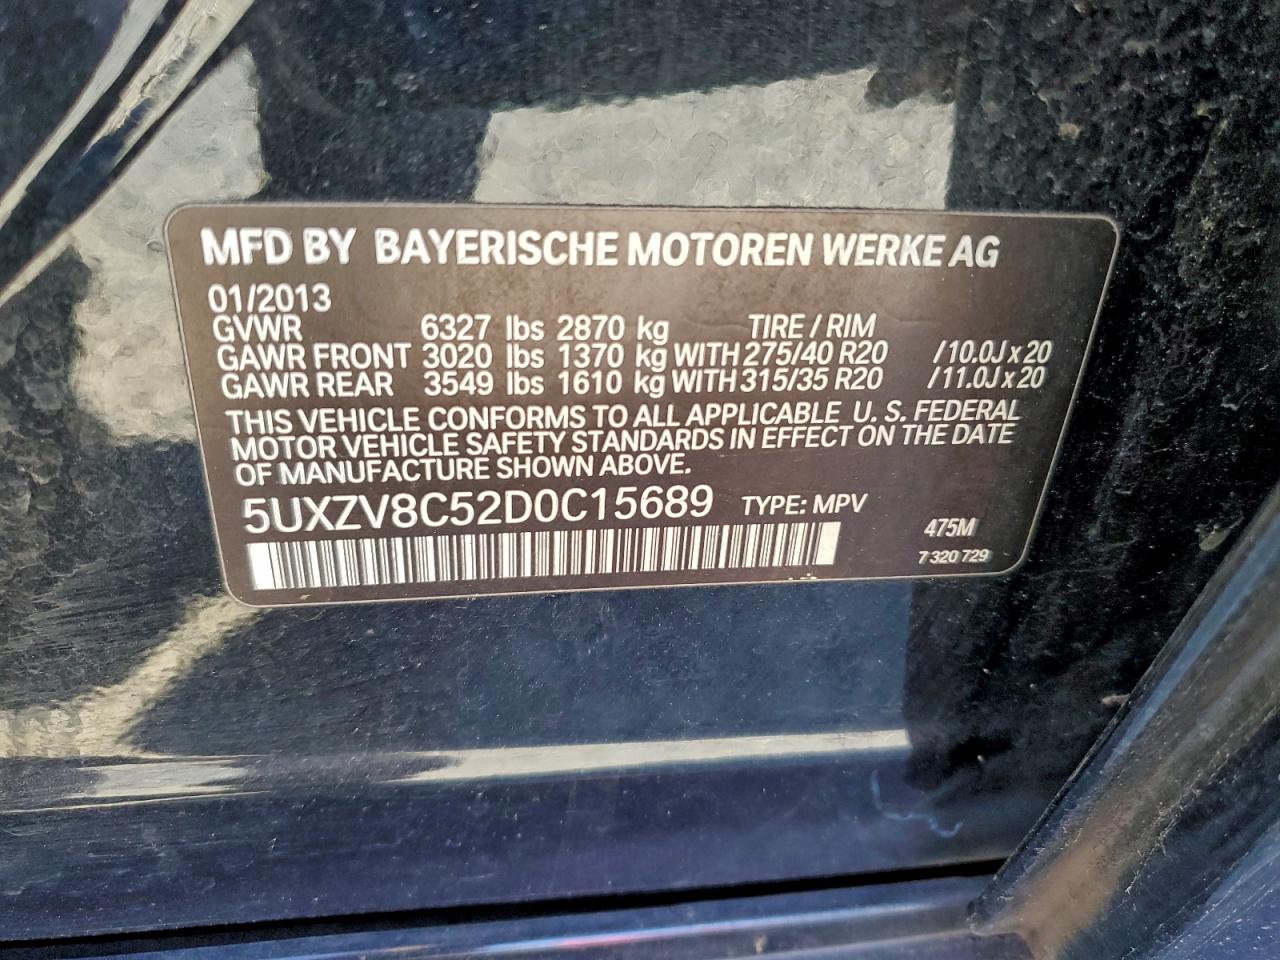 MFD BY BAYERISCHE MOTOREN WERKE AG
01/2013
GVWR 6327 lbs 2870 kg TIRE / RIM
GAWR FRONT 3020 lbs 1370 kg WITH 275/40 R20 / 10.0J x 20
GAWR REAR 3549 lbs 1610 kg WITH 315/35 R20 / 11.0J x 20
THIS VEHICLE CONFORMS TO ALL APPLICABLE U. S. FEDERAL
MOTOR VEHICLE SAFETY STANDARDS IN EFFECT ON THE DATE
OF MANUFACTURE SHOWN ABOVE.
5UXZV8C52D0C15689 TYPE: MPV
475M
7 320 729